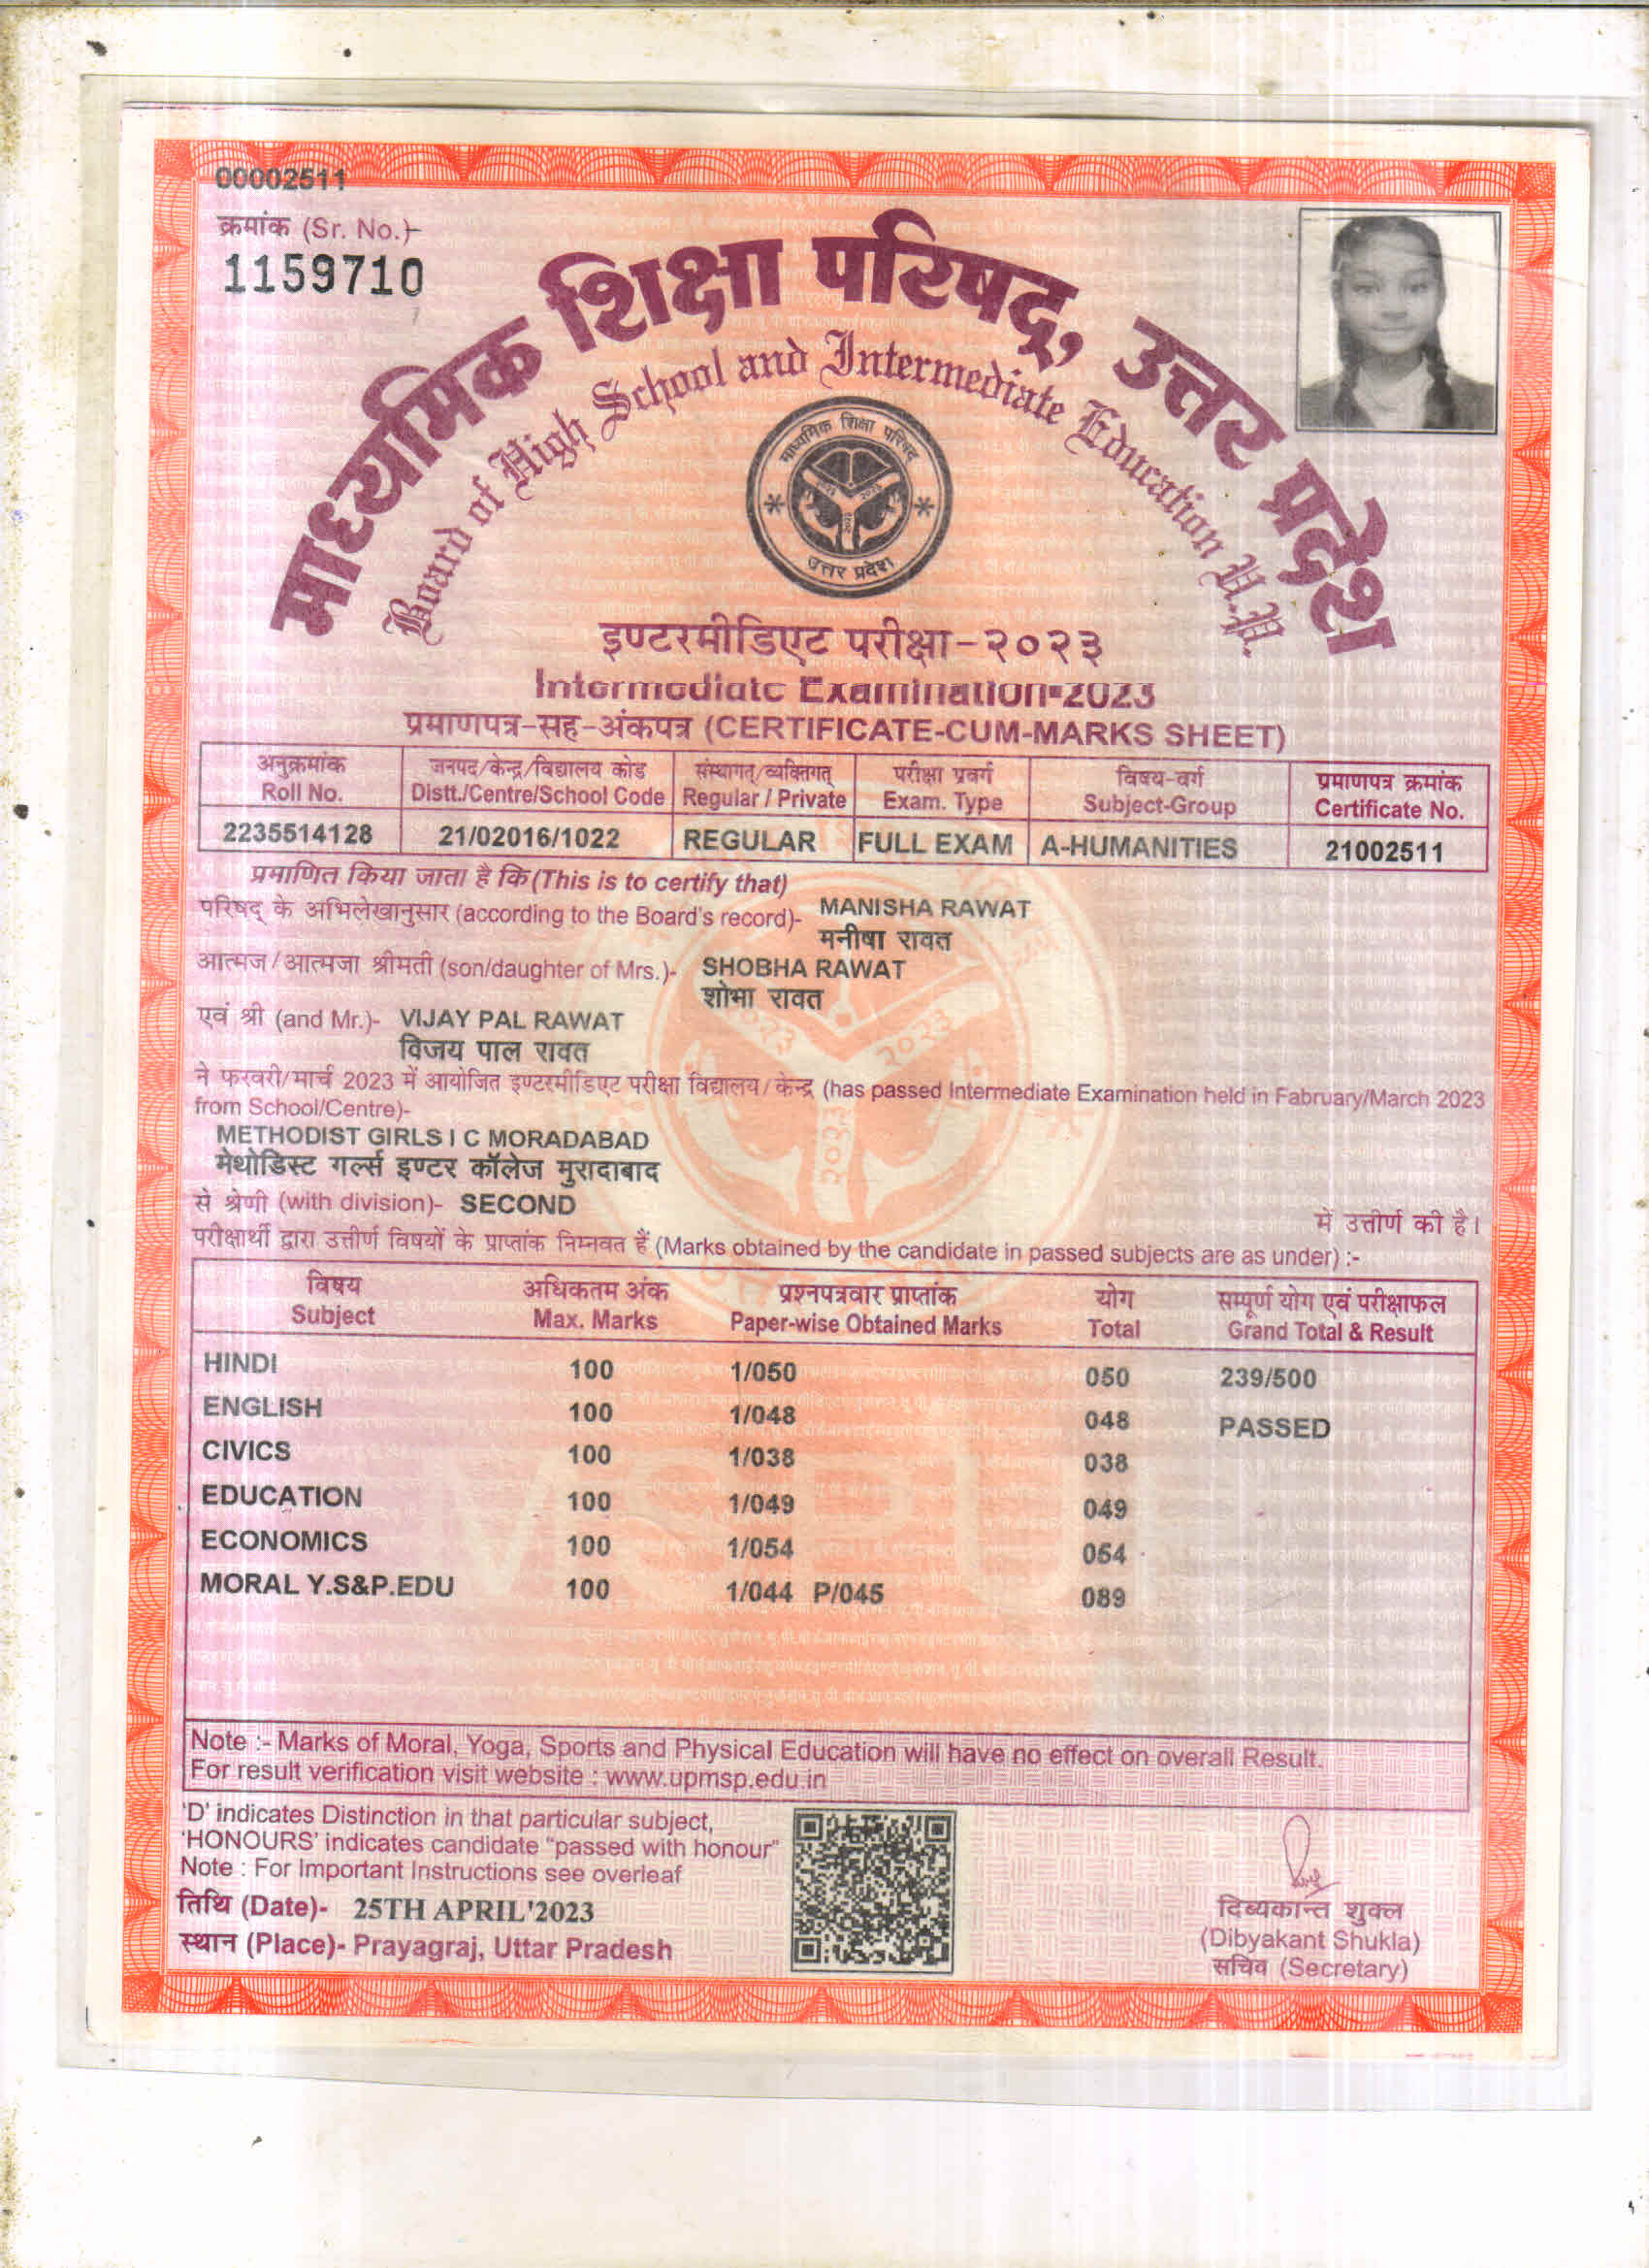 00002511
क्रमांक (Sr. No.)-
1159710
माध्यमिक शिक्षा परिषद्, उत्तर प्रदेश
Board of High School and Intermediate Education U.P.
माध्यमिक शिक्षा परिषद
उत्तर प्रदेश
इण्टरमीडिएट परीक्षा-२०२३
Intermediate Examination-2023
प्रमाणपत्र-सह-अंकपत्र (CERTIFICATE-CUM-MARKS SHEET)
अनुक्रमांक जनपद/केन्द्र/विद्यालय कोड संस्थागत्/व्यक्तिगत् परीक्षा प्रवर्ग विषय-वर्ग प्रमाणपत्र क्रमांक
Roll No. Distt./Centre/School Code Regular / Private Exam. Type Subject-Group Certificate No.
2235514128 21/02016/1022 REGULAR FULL EXAM A-HUMANITIES 21002511
प्रमाणित किया जाता है कि (This is to certify that)
परिषद् के अभिलेखानुसार (according to the Board's record)- MANISHA RAWAT
मनीषा रावत
आत्मज/आत्मजा श्रीमती (son/daughter of Mrs.)- SHOBHA RAWAT
शोभा रावत
एवं श्री (and Mr.)- VIJAY PAL RAWAT
विजय पाल रावत
ने फरवरी/मार्च 2023 में आयोजित इण्टरमीडिएट परीक्षा विद्यालय/केन्द्र (has passed Intermediate Examination held in Fabruary/March 2023
from School/Centre)-
METHODIST GIRLS I C MORADABAD
मेथोडिस्ट गर्ल्स इण्टर कॉलेज मुरादाबाद
से श्रेणी (with division)- SECOND
में उत्तीर्ण की है।
परीक्षार्थी द्वारा उत्तीर्ण विषयों के प्राप्तांक निम्नवत हैं (Marks obtained by the candidate in passed subjects are as under) :-
विषय अधिकतम अंक प्रश्नपत्रवार प्राप्तांक योग सम्पूर्ण योग एवं परीक्षाफल
Subject Max. Marks Paper-wise Obtained Marks Total Grand Total & Result
HINDI 100 1/050 050 239/500
ENGLISH 100 1/048 048 PASSED
CIVICS 100 1/038 038
EDUCATION 100 1/049 049
ECONOMICS 100 1/054 054
MORAL Y.S&P.EDU 100 1/044 P/045 089
Note :- Marks of Moral, Yoga, Sports and Physical Education will have no effect on overall Result.
For result verification visit website : www.upmsp.edu.in
'D' indicates Distinction in that particular subject,
'HONOURS' indicates candidate "passed with honour"
Note : For Important Instructions see overleaf
तिथि (Date)- 25TH APRIL'2023
स्थान (Place)- Prayagraj, Uttar Pradesh
दिब्यकान्त शुक्ल
(Dibyakant Shukla)
सचिव (Secretary)